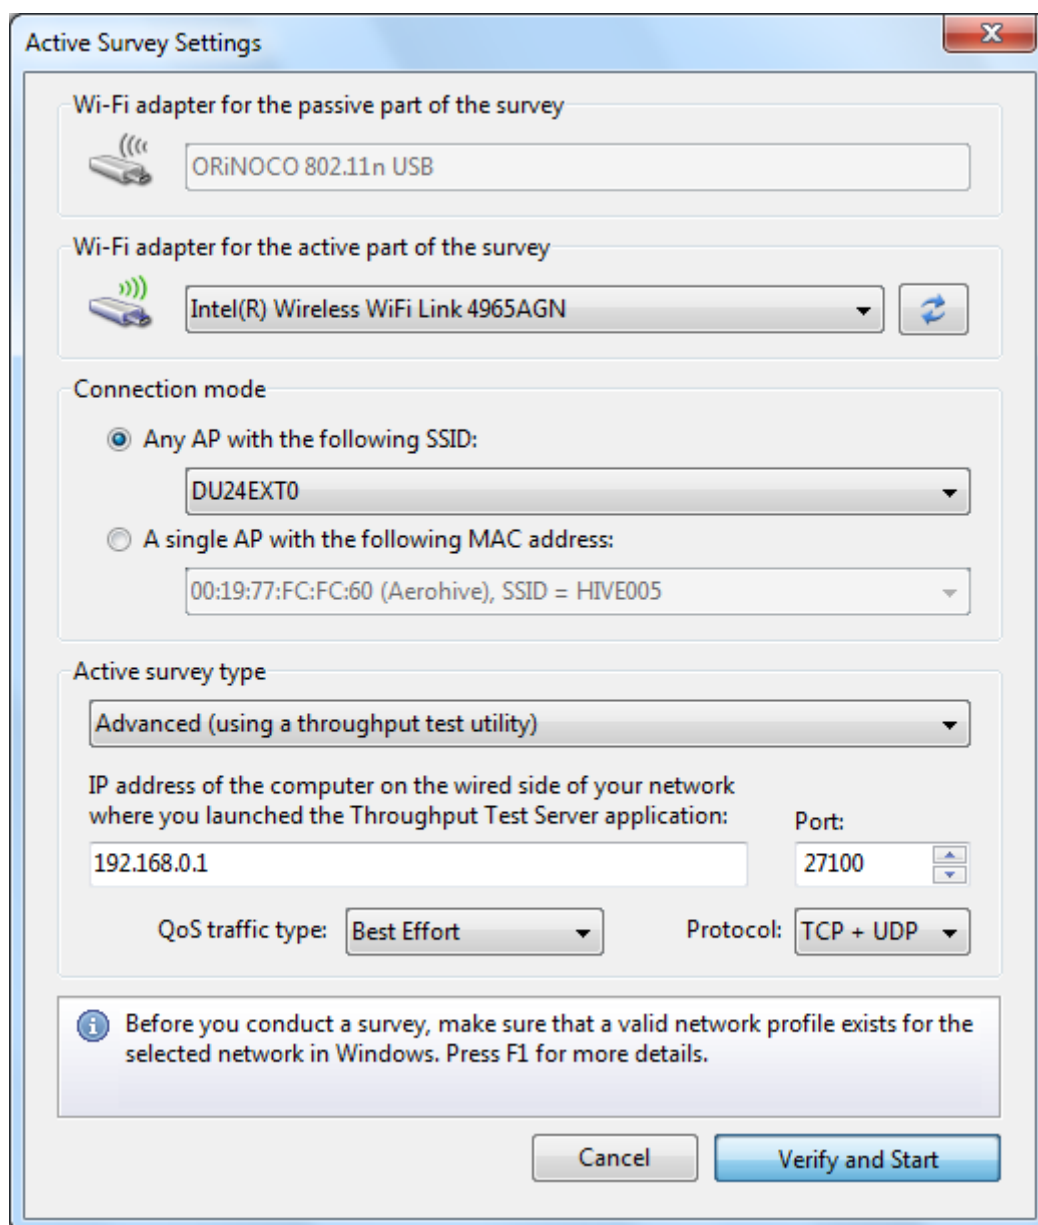 Active Survey Settings
Wi-Fi adapter for the passive part of the survey
ORiNOCO 802.11n USB
Wi-Fi adapter for the active part of the survey
Intel(R) Wireless WiFi Link 4965AGN
Connection mode
Any AP with the following SSID:
DU24EXT0
A single AP with the following MAC address:
00:19:77:FC:FC:60 (Aerohive), SSID = HIVE005
Active survey type
Advanced (using a throughput test utility)
IP address of the computer on the wired side of your network
where you launched the Throughput Test Server application:
Port:
192.168.0.1
27100
QoS traffic type: Best Effort
Protocol: TCP + UDP
Before you conduct a survey, make sure that a valid network profile exists for the
selected network in Windows. Press F1 for more details.
Cancel
Verify and Start